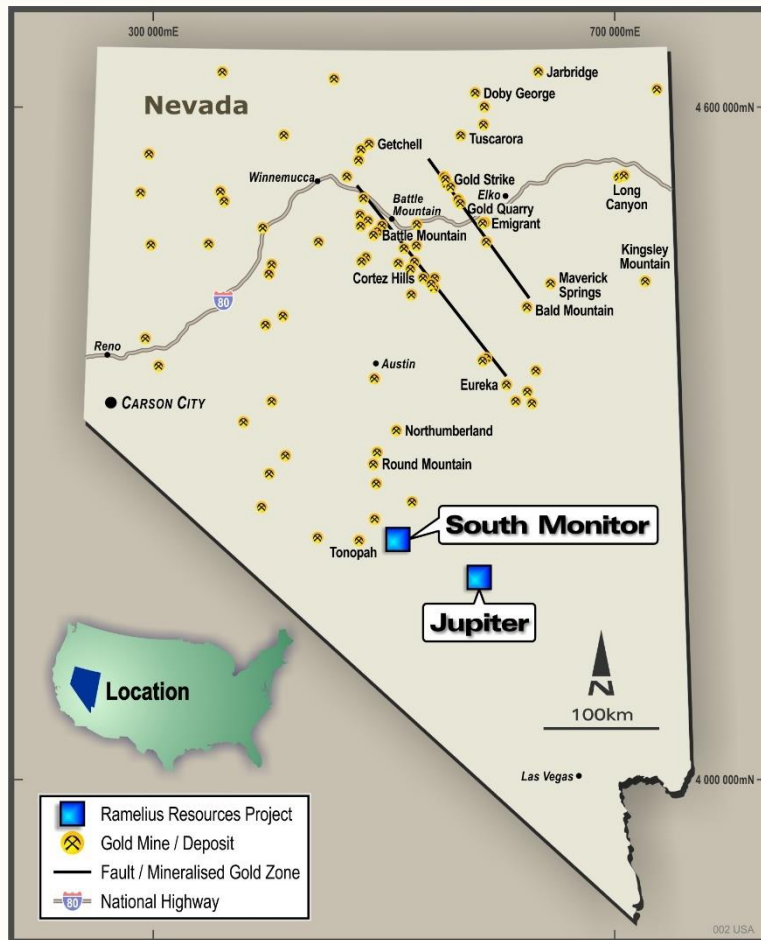 300 000mE
700 000mE
Nevada
4 600 000mN
Jarbridge
Doby George
Tuscarora
Getchell
Winnemucca
Gold Strike
Elko
Long
Canyon
Battle
Mountain
Gold Quarry
Emigrant
Battle Mountain
Kingsley
Mountain
Cortez Hills
Maverick
Springs
80
Bald Mountain
Reno
Austin
Eureka
CARSON CITY
Northumberland
Round Mountain
South Monitor
Tonopah
Jupiter
Location
N
100km
Las Vegas
4 000 000mN
Ramelius Resources Project
Gold Mine / Deposit
Fault / Mineralised Gold Zone
80
National Highway
002 USA